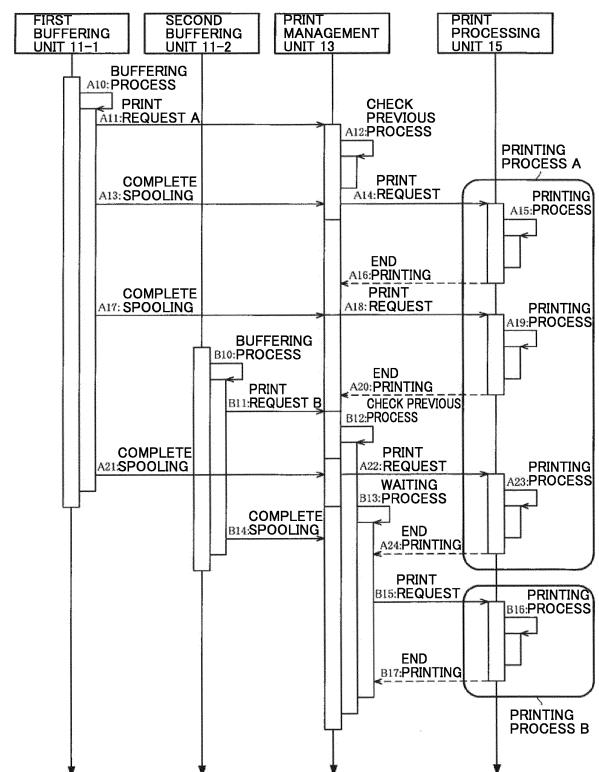 FIRST
BUFFERING
UNIT 11-1
SECOND
BUFFERING
UNIT 11-2
PRINT
MANAGEMENT
UNIT 13
PRINT
PROCESSING
UNIT 15
BUFFERING
A10:PROCESS
PRINT
A11:REQUEST A
CHECK
PREVIOUS
A12:PROCESS
PRINTING
PROCESS A
COMPLETE
A13:SPOOLING
PRINT
A14:REQUEST
PRINTING
A15:PROCESS
END
A16:PRINTING
COMPLETE
A17:SPOOLING
PRINT
A18:REQUEST
PRINTING
A19:PROCESS
BUFFERING
B10:PROCESS
END
A20:PRINTING
PRINT
B11:REQUEST B
CHECK PREVIOUS
B12:PROCESS
COMPLETE
A21:SPOOLING
PRINT
A22:REQUEST
PRINTING
A23:PROCESS
WAITING
B13:PROCESS
COMPLETE
B14:SPOOLING
END
A24:PRINTING
PRINT
B15:REQUEST
PRINTING
B16:PROCESS
END
B17:PRINTING
PRINTING
PROCESS B